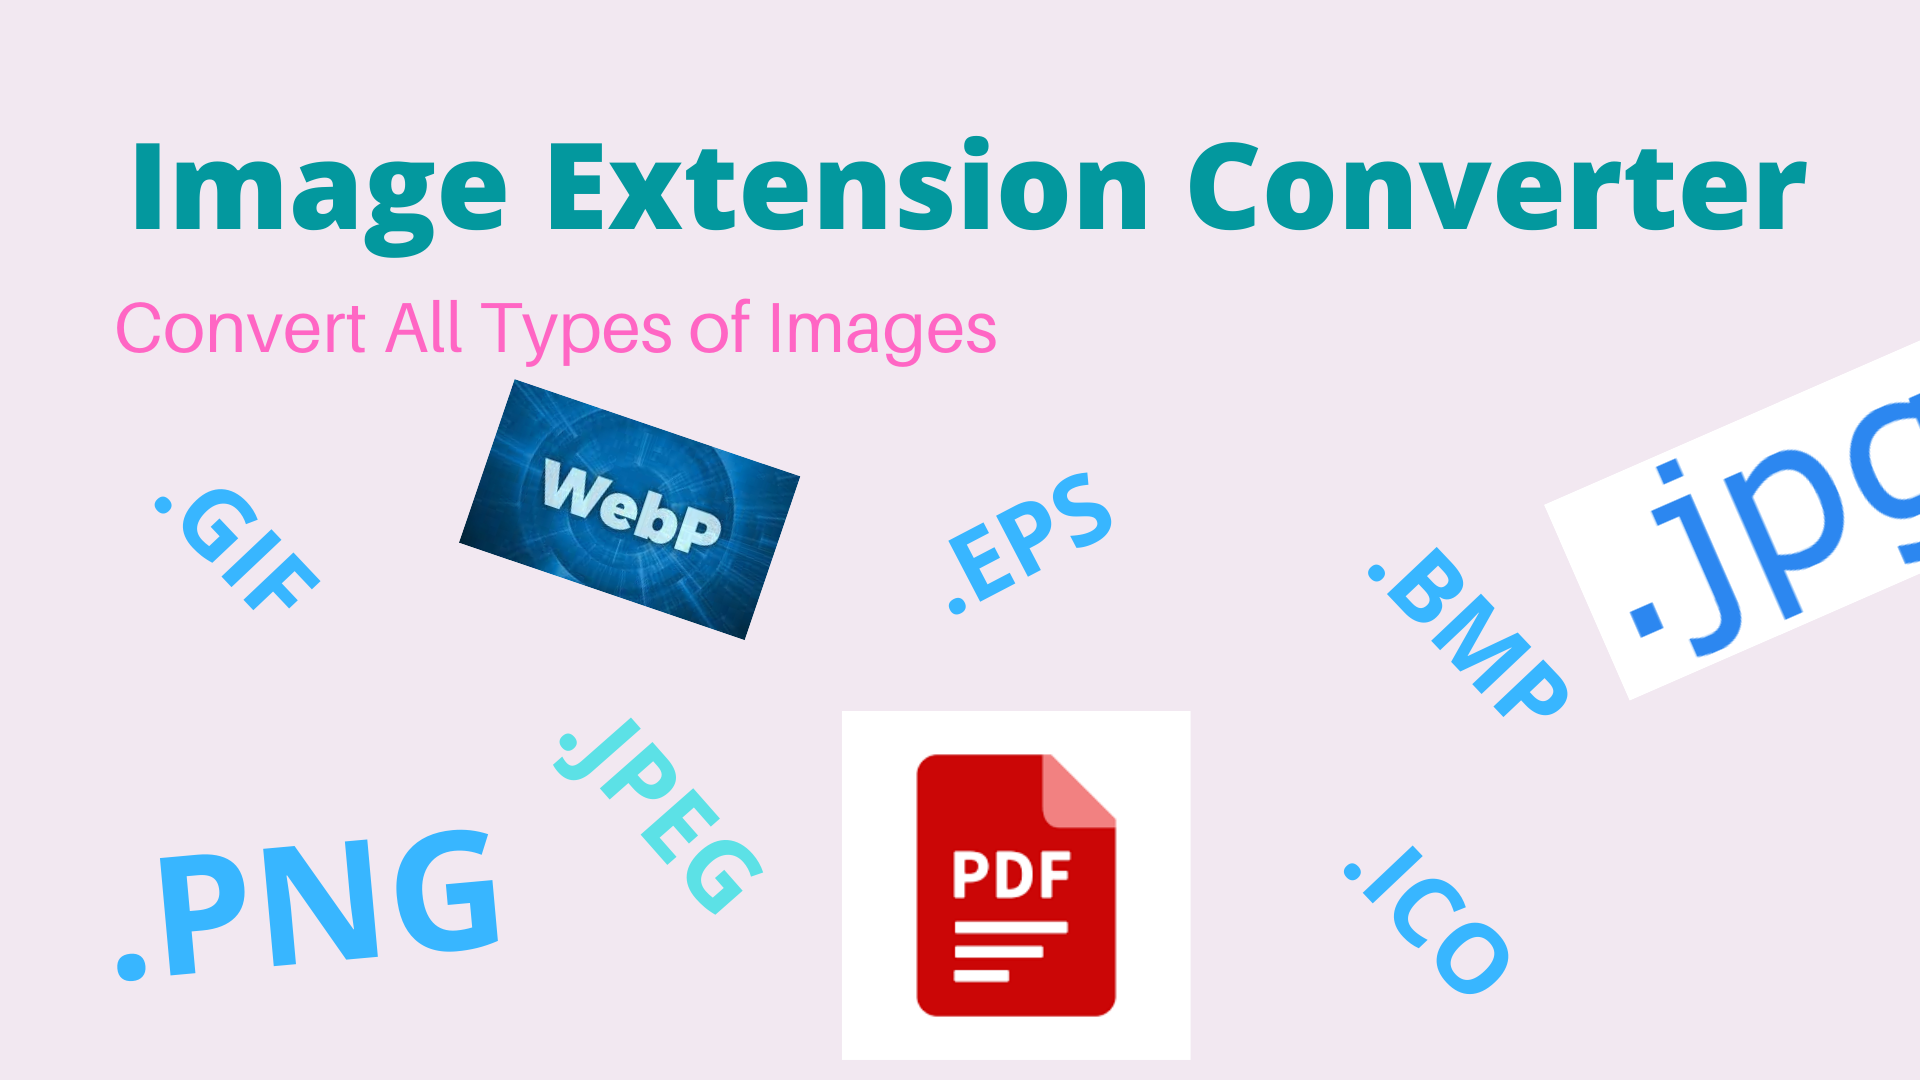 Image Extension Converter
Convert All Types of Images
.GIF
WebP
.EPS
.BMP
.jpg
.JPEG
.PNG
PDF
.ICO